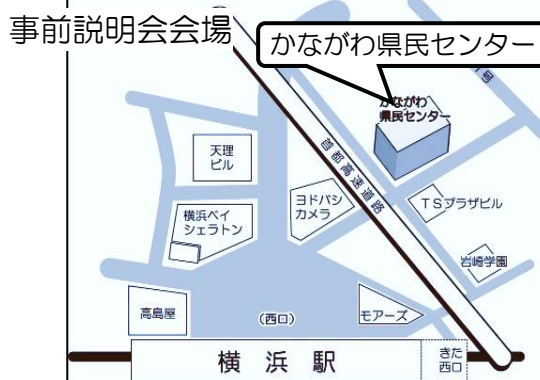 事前説明会会場
かながわ県民センター
かながわ
県民センター
天理
ビル
首都高速道路
ヨドバシ
カメラ
TSプラザビル
横浜ベイ
シェラトン
岩崎学園
高島屋
(西口)
モアーズ
横浜駅
きた
西口